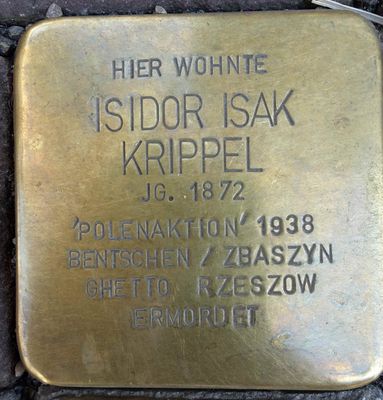 HIER WOHNTE
ISIDOR ISAK
KRIPPEL
JG. 1872
'POLENAKTION' 1938
BENTSCHEN / ZBASZYN
GHETTO RZESZOW
ERMORDET